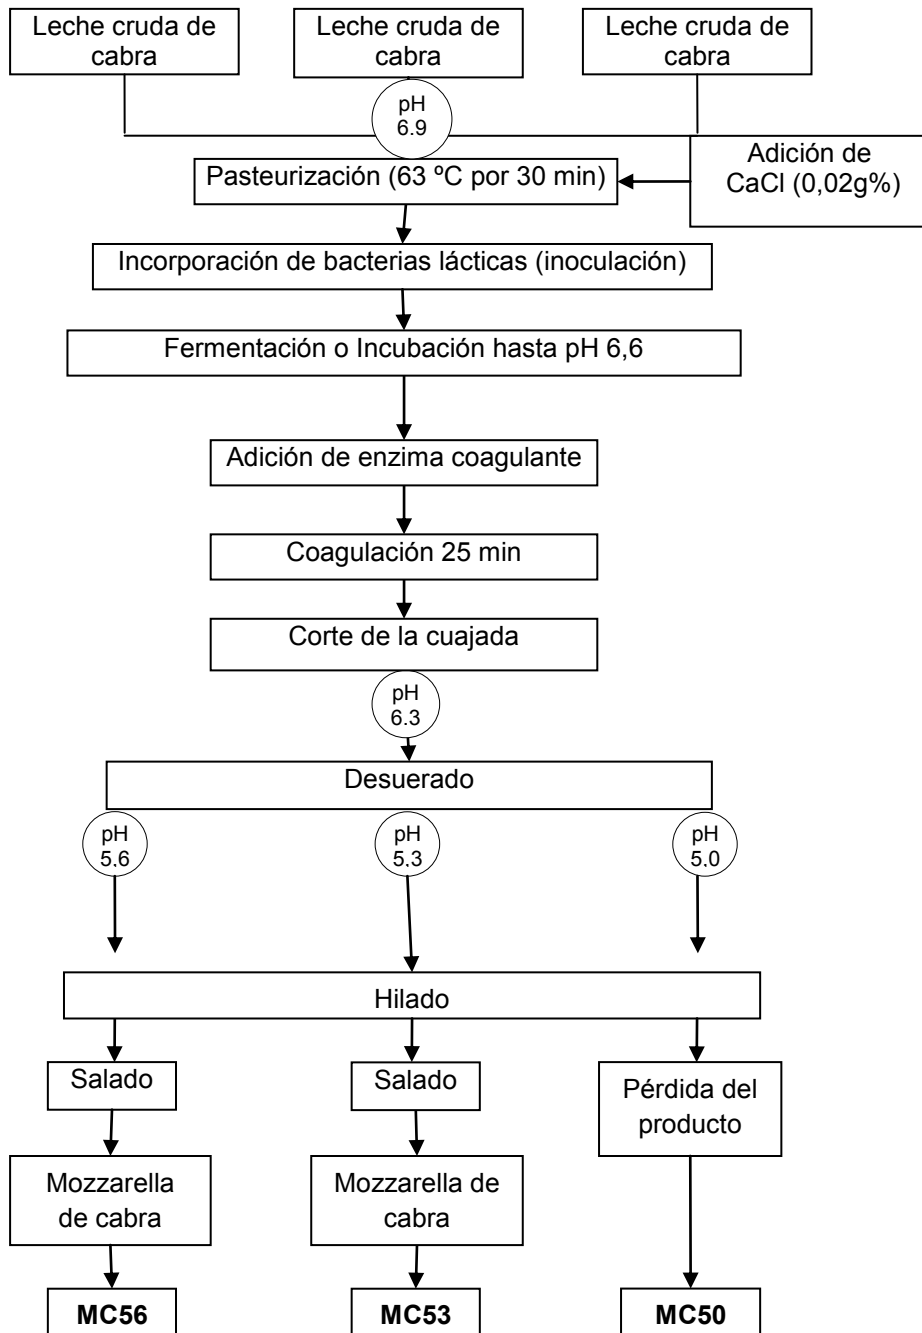 Leche cruda de
cabra
Leche cruda de
cabra
Leche cruda de
cabra
pH
6.9
Adición de
CaCl (0,02g%)
Pasteurización (63 ºC por 30 min)
Incorporación de bacterias lácticas (inoculación)
Fermentación o Incubación hasta pH 6,6
Adición de enzima coagulante
Coagulación 25 min
Corte de la cuajada
pH
6.3
Desuerado
pH
5.6
pH
5.3
pH
5.0
Hilado
Salado
Salado
Pérdida del
producto
Mozzarella
de cabra
Mozzarella de
cabra
MC56
MC53
MC50